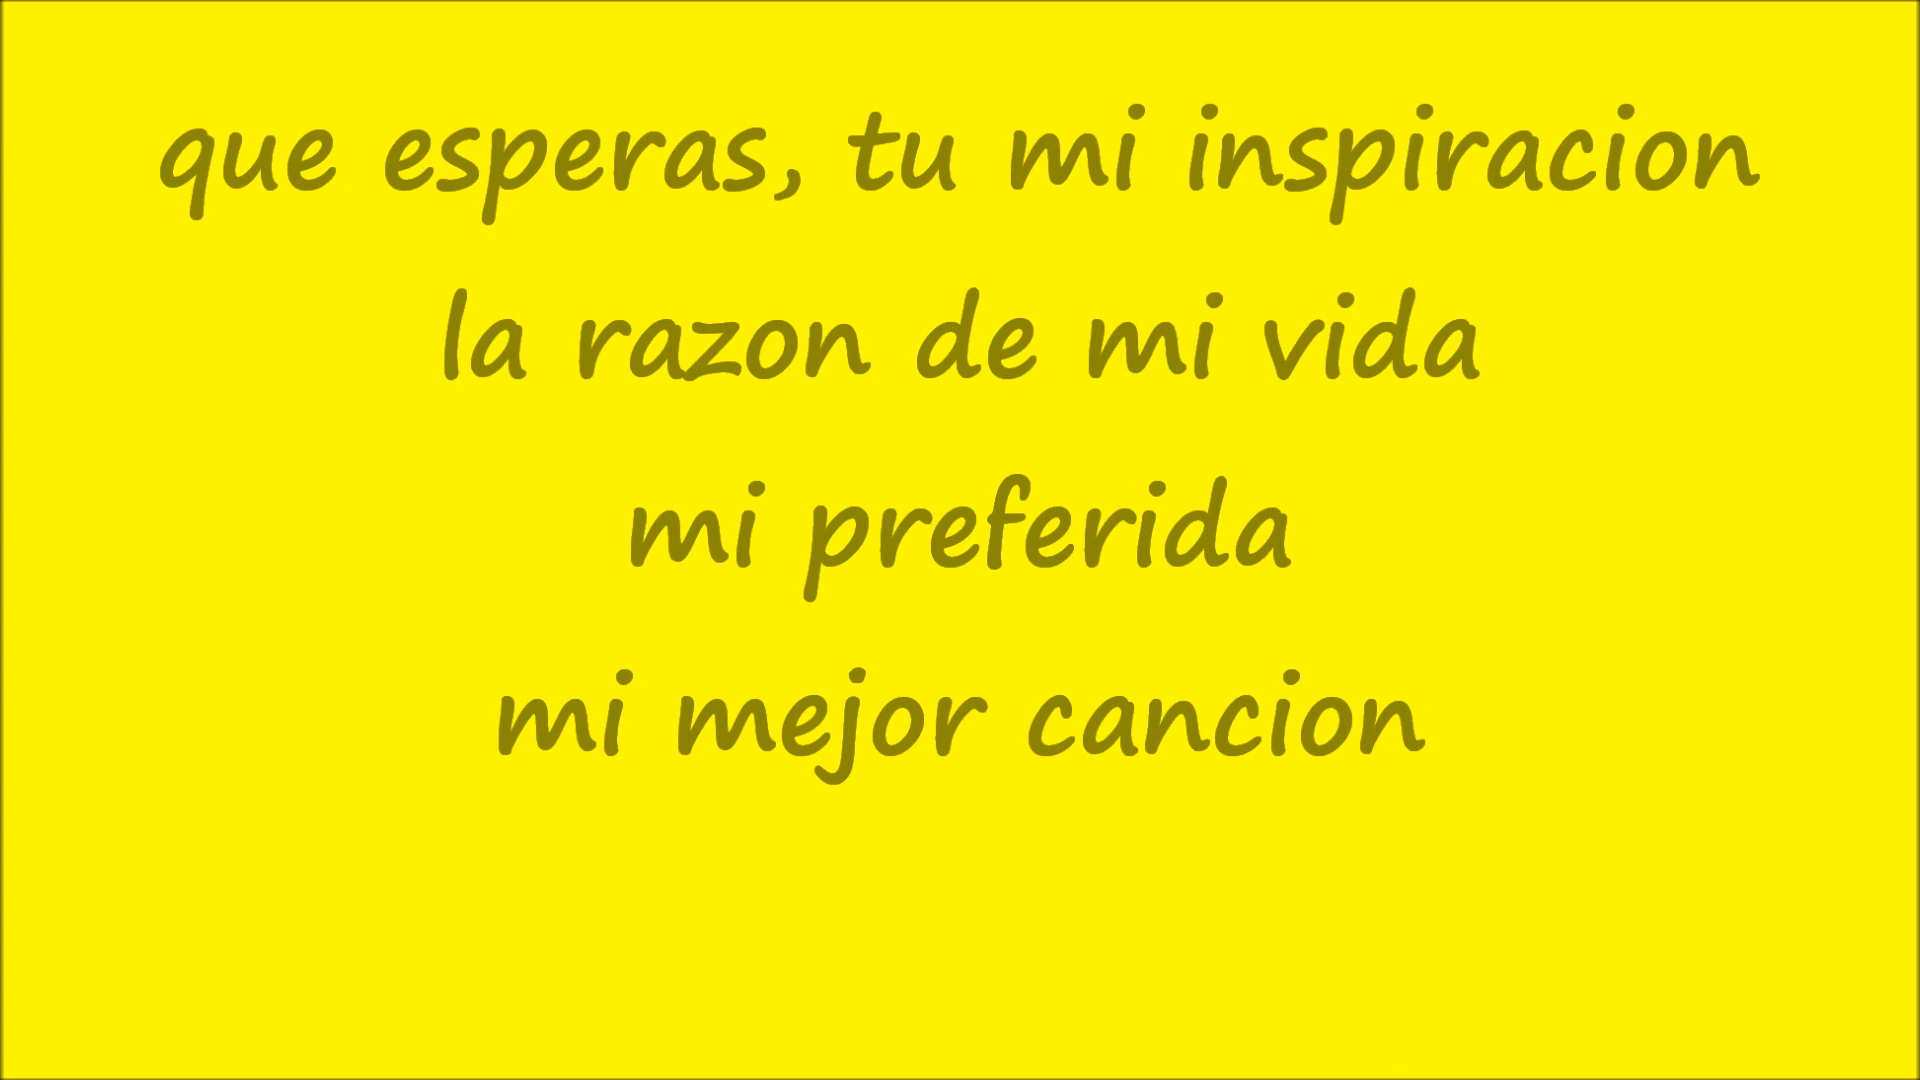 que esperas, tu mi inspiracion
la razon de mi vida
mi preferida
mi mejor cancion